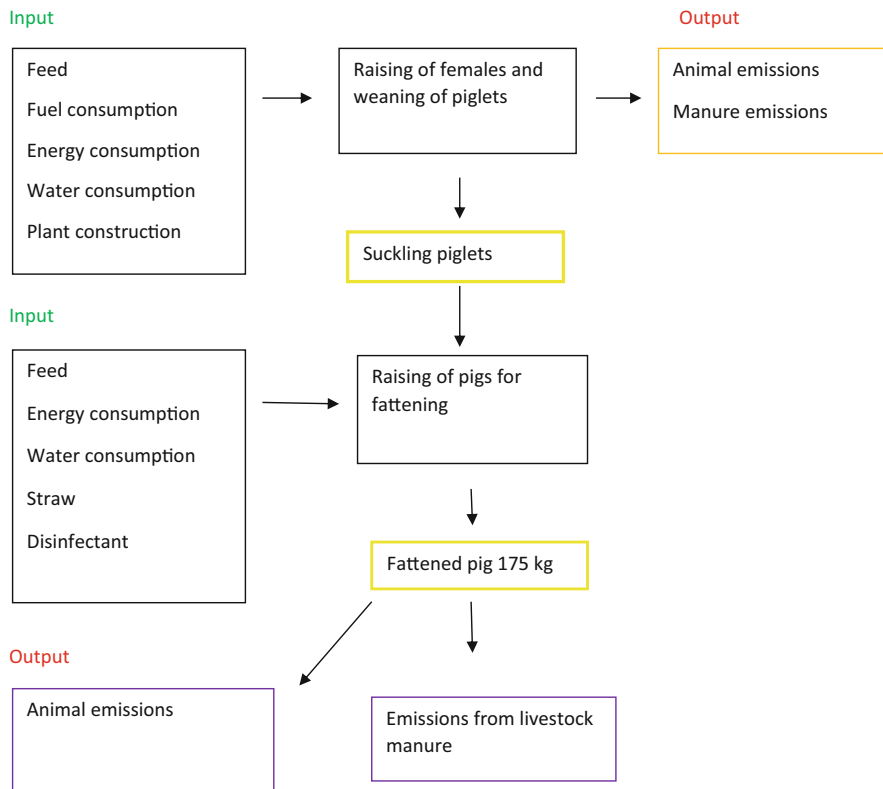 Input
Output
Feed
Fuel consumption
Energy consumption
Water consumption
Plant construction
Raising of females and
weaning of piglets
Animal emissions
Manure emissions
Suckling piglets
Input
Feed
Energy consumption
Water consumption
Straw
Disinfectant
Raising of pigs for
fattening
Fattened pig 175 kg
Output
Animal emissions
Emissions from livestock
manure